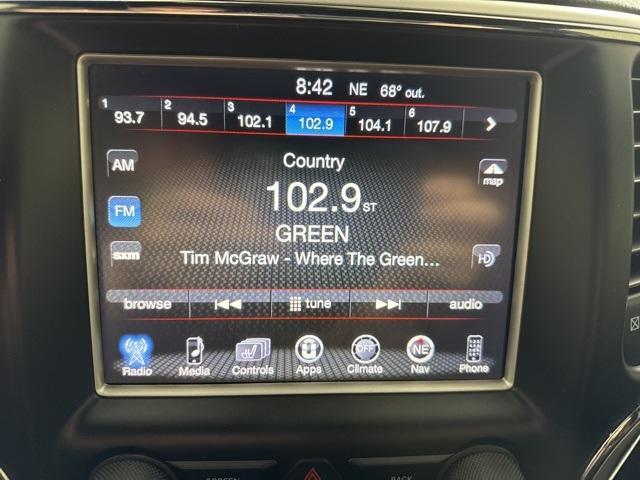 8:42 NE 68° out.
1 2 3 4 5 6
93.7 94.5 102.1 102.9 104.1 107.9
Country
AM
map
102.9 ST
FM
GREEN
Tim McGraw - Where The Green...
sxm
HD
browse tune audio
OFF NE
Radio Media Controls Apps Climate Nav Phone
SCREEN BACK